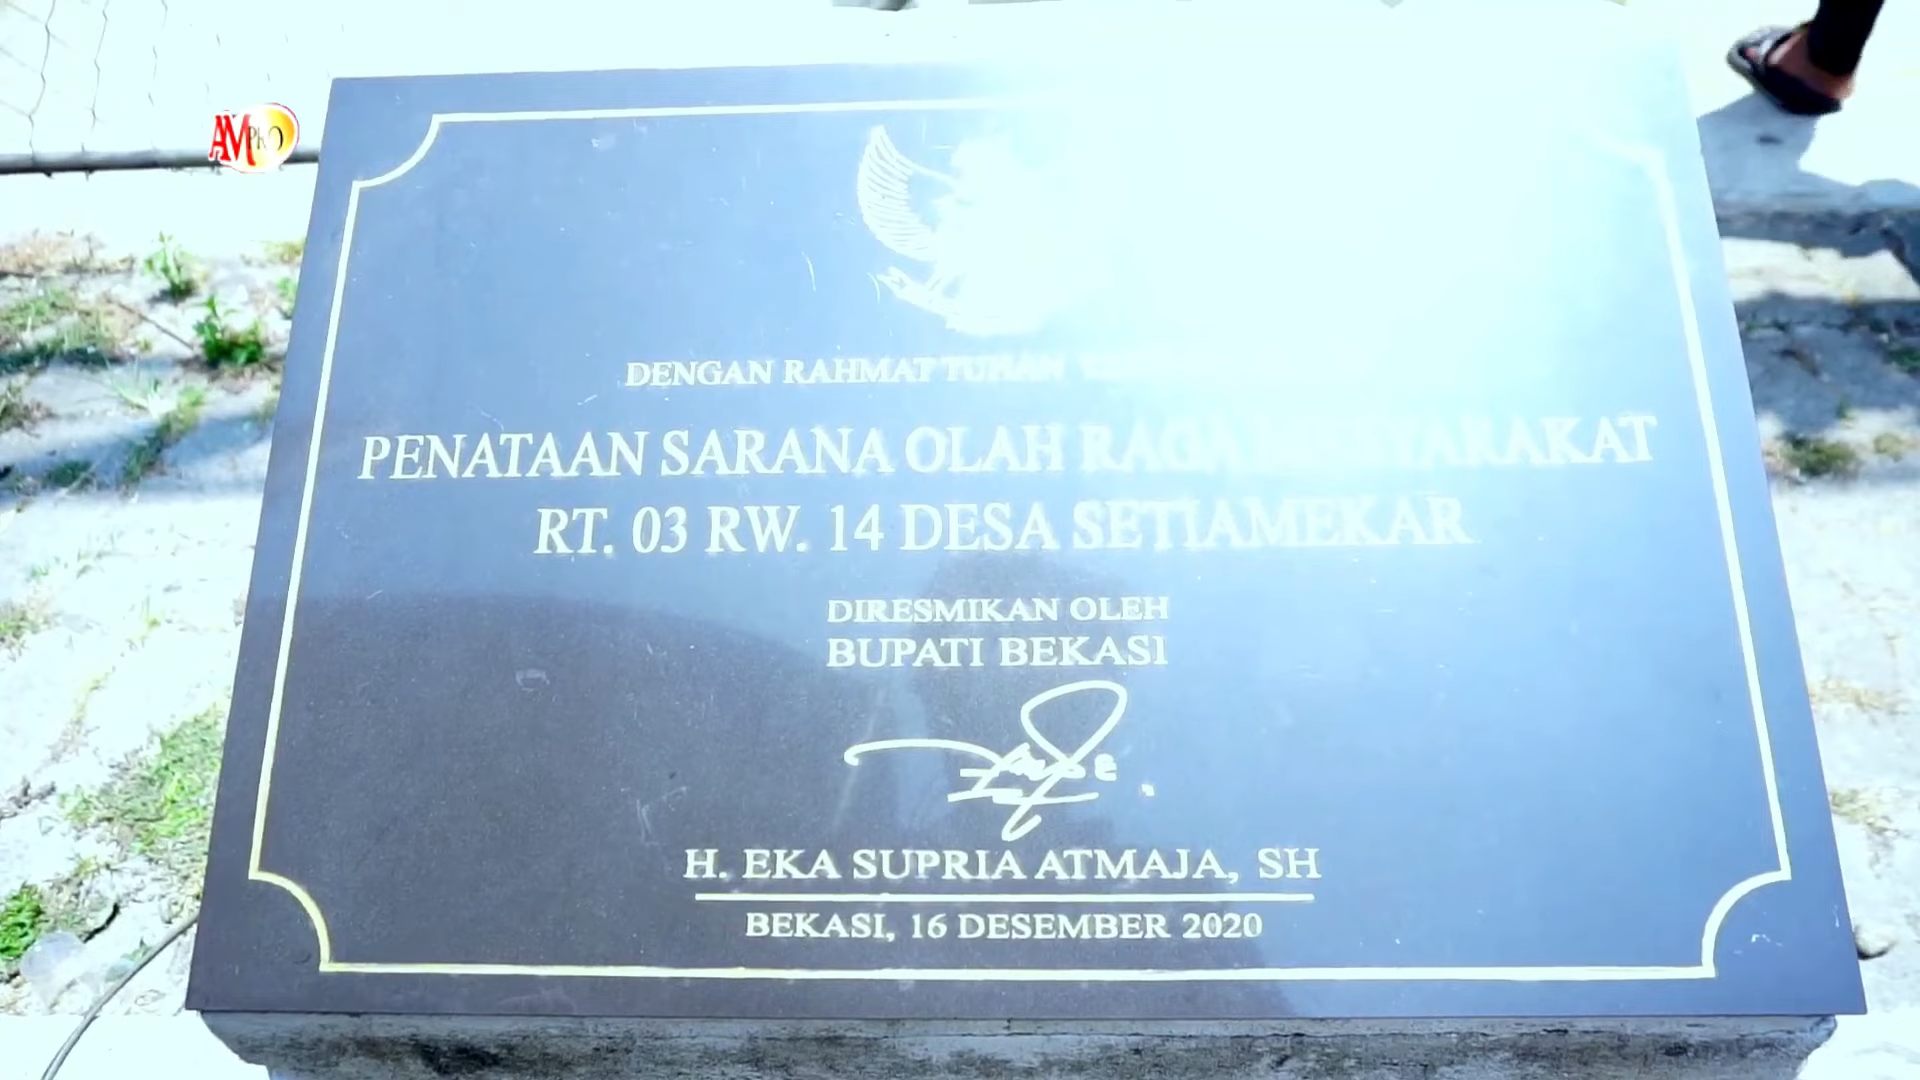 AMPRO
DENGAN RAHMAT TUHAN
PENATAAN SARANA OLAH RAGA MASYARAKAT
RT. 03 RW. 14 DESA SETIAMEKAR
DIRESMIKAN OLEH
BUPATI BEKASI
H. EKA SUPRIA ATMAJA, SH
BEKASI, 16 DESEMBER 2020